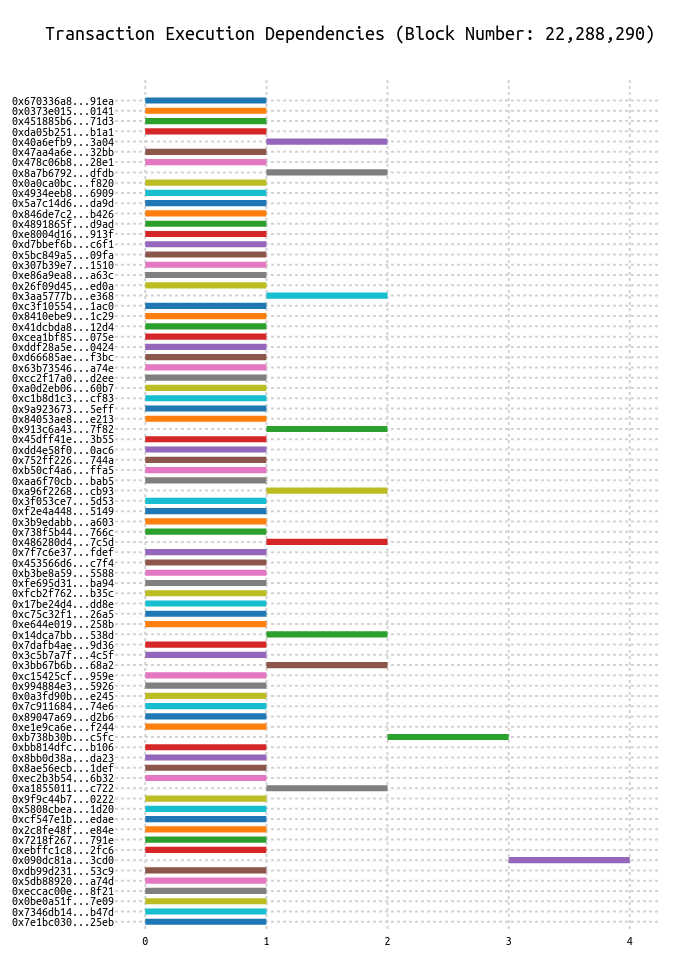 Transaction Execution Dependencies (Block Number: 22,288,290)
0x670336a8...91ea
0x0373e015...0141
0x451885b6...71d3
0xda05b251...b1a1
0x40a6efb9...3a04
0x47aa4a6e...32bb
0x478c06b8...28e1
0x8a7b6792...dfdb
0x0a0ca0bc...f820
0x4934eeb8...6909
0x5a7c14d6...da9d
0x846de7c2...b426
0x4891865f...d9ad
0xe8004d16...913f
0xd7bbef6b...c6f1
0x5bc849a5...09fa
0x307b39e7...1510
0xe86a9ea8...a63c
0x26f09d45...ed0a
0x3aa5777b...e368
0xc3f10554...1ac0
0x8410ebe9...1c29
0x41dcbda8...12d4
0xcea1bf85...075e
0xddf28a5e...0424
0xd66685ae...f3bc
0x63b73546...a74e
0xcc2f17a0...d2ee
0xa0d2eb06...60b7
0xc1b8d1c3...cf83
0x9a923673...5eff
0x84053ae8...e213
0x913c6a43...7f82
0x45dff41e...3b55
0xdd4e58f0...0ac6
0x752ff226...744a
0xb50cf4a6...ffa5
0xaa6f70cb...bab5
0xa96f2268...cb93
0x3f053ce7...5d53
0xf2e4a448...5149
0x3b9edabb...a603
0x738f5b44...766c
0x486280d4...7c5d
0x7f7c6e37...fdef
0x453566d6...c7f4
0xb3be8a59...5588
0xfe695d31...ba94
0xfcb2f762...b35c
0x17be24d4...dd8e
0xc75c32f1...26a5
0xe644e019...258b
0x14dca7bb...538d
0x7dafb4ae...9d36
0x3c5b7a7f...4c5f
0x3bb67b6b...68a2
0xc15425cf...959e
0x994884e3...5926
0x0a3fd90b...e245
0x7c911684...74e6
0x89047a69...d2b6
0xe1e9ca6e...f244
0xb738b30b...c5fc
0xbb814dfc...b106
0x8bb0d38a...da23
0x8ae56ecb...1def
0xec2b3b54...6b32
0xa1855011...c722
0x9f9c44b7...0222
0x5808cbea...1d20
0xcf547e1b...edae
0x2c8fe48f...e84e
0x7218f267...791e
0xebffc1c8...2fc6
0x090dc81a...3cd0
0xdb99d231...53c9
0x5db88920...a74d
0xeccac00e...8f21
0x0be0a51f...7e09
0x7346db14...b47d
0x7e1bc030...25eb
0 1 2 3 4